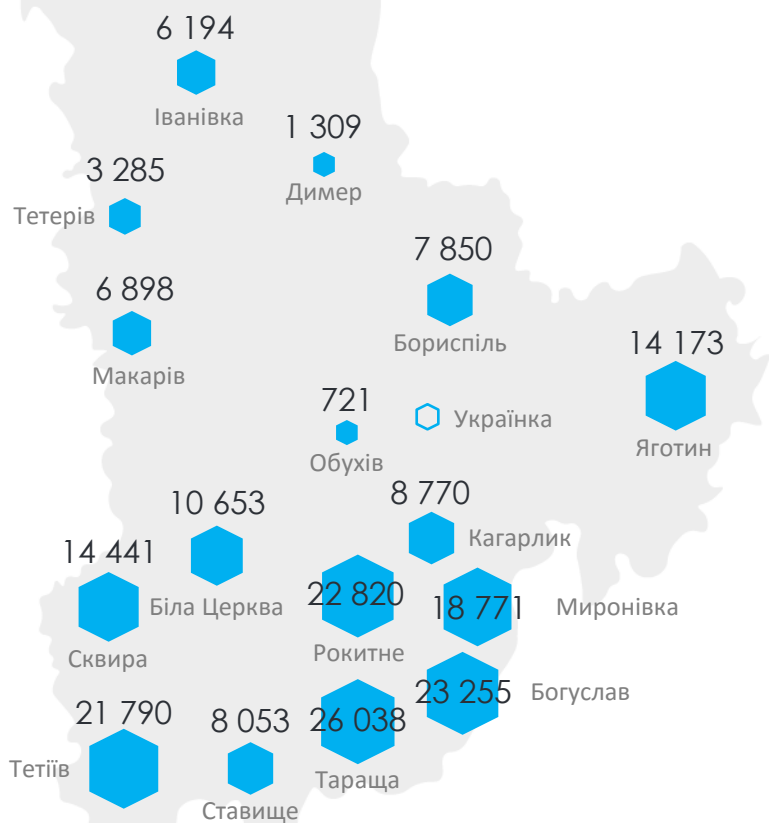 6 194
Іванівка
1 309
Димер
3 285
Тетерів
7 850
Бориспіль
6 898
Макарів
14 173
Яготин
721
Обухів
Українка
8 770
Кагарлик
10 653
Біла Церква
14 441
Сквира
22 820
Рокитне
18 771
Миронівка
23 255
Богуслав
21 790
Тетіїв
8 053
Ставище
26 038
Тараща